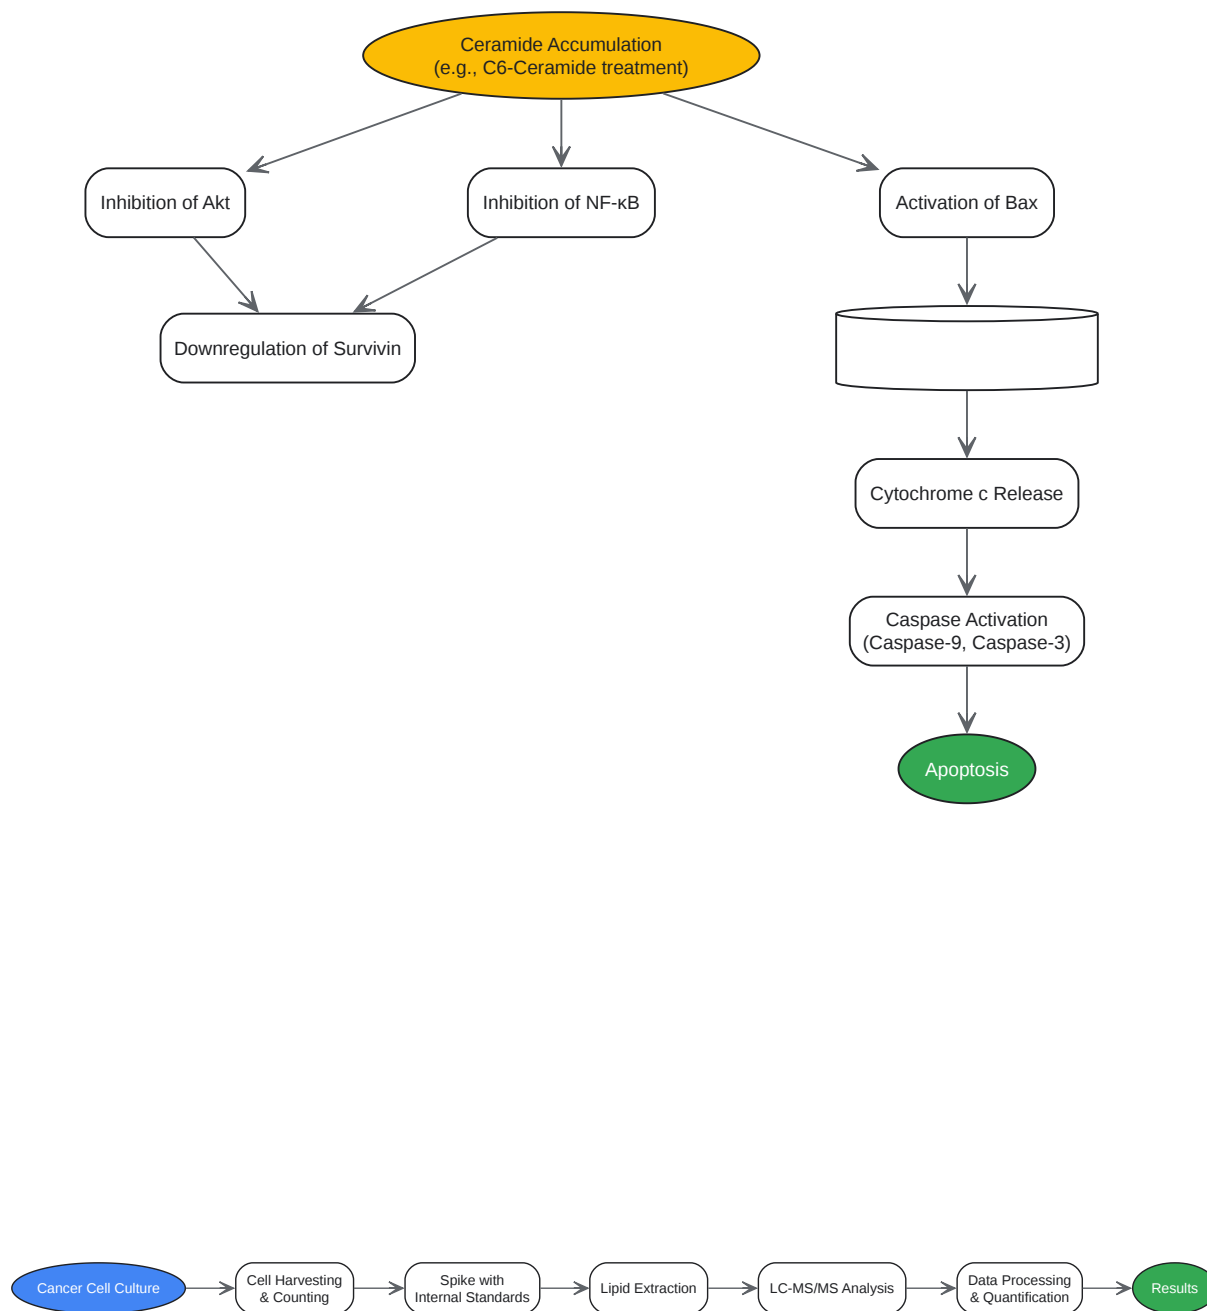 Ceramide Accumulation
(e.g., C6-Ceramide treatment)
Inhibition of Akt
Inhibition of NF-κB
Activation of Bax
Downregulation of Survivin
Cytochrome c Release
Caspase Activation
(Caspase-9, Caspase-3)
Apoptosis
Cancer Cell Culture
Cell Harvesting
& Counting
Spike with
Internal Standards
Lipid Extraction
LC-MS/MS Analysis
Data Processing
& Quantification
Results